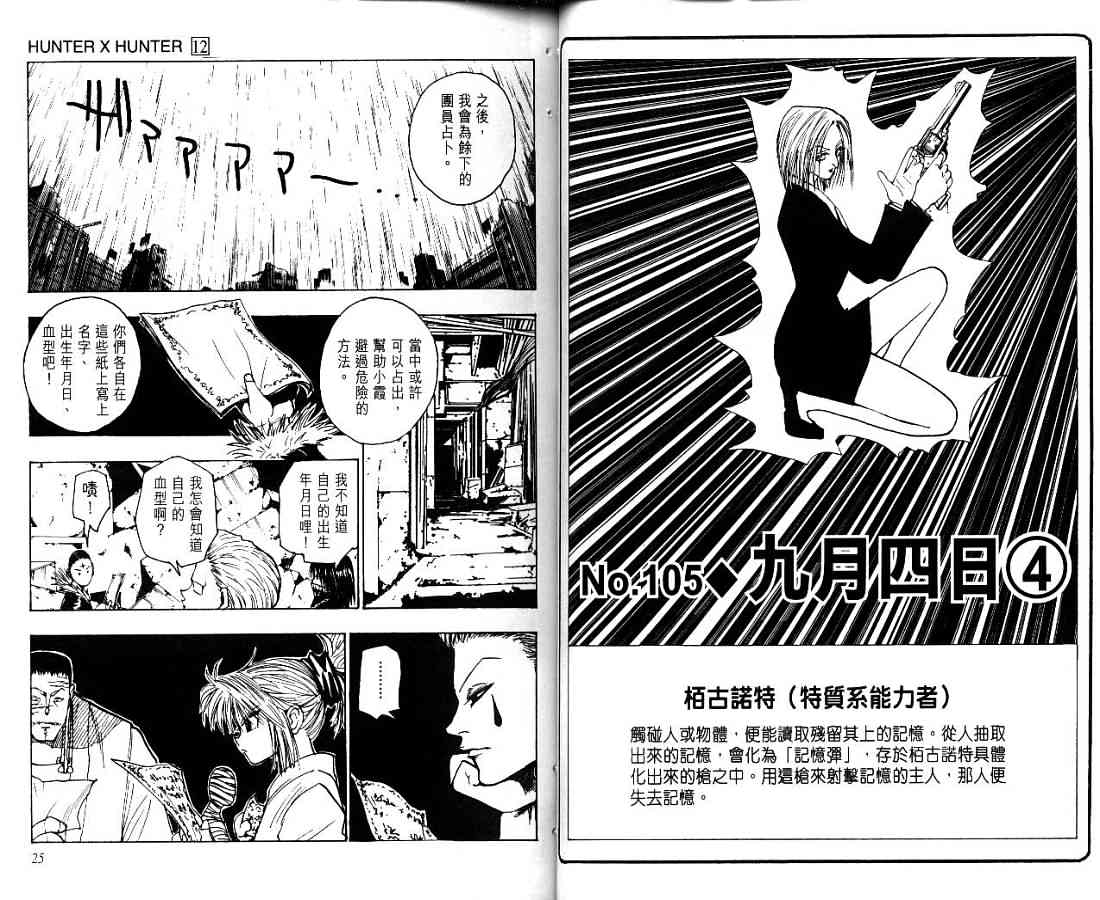 No.105◆九月四日④
栢古諾特（特質系能力者）
觸碰人或物體，便能讀取殘留其上的記憶。從人抽取
出來的記憶，會化為「記憶彈」，存於栢古諾特具體
化出來的槍之中。用這槍來射擊記憶的主人，那人便
失去記憶。
HUNTER X HUNTER 12
之後，
我會為餘下的
團員占卜。
ザァァァァー...
當中或許
可以占出，
幫助小霞
避過危險的
方法。
你們各自在
這些紙上寫上
名字、
出生年月日、
血型吧！
我不知道
自己的出生
年月日哩！
我怎會知道
自己的
血型啊？
嘖！
………
25